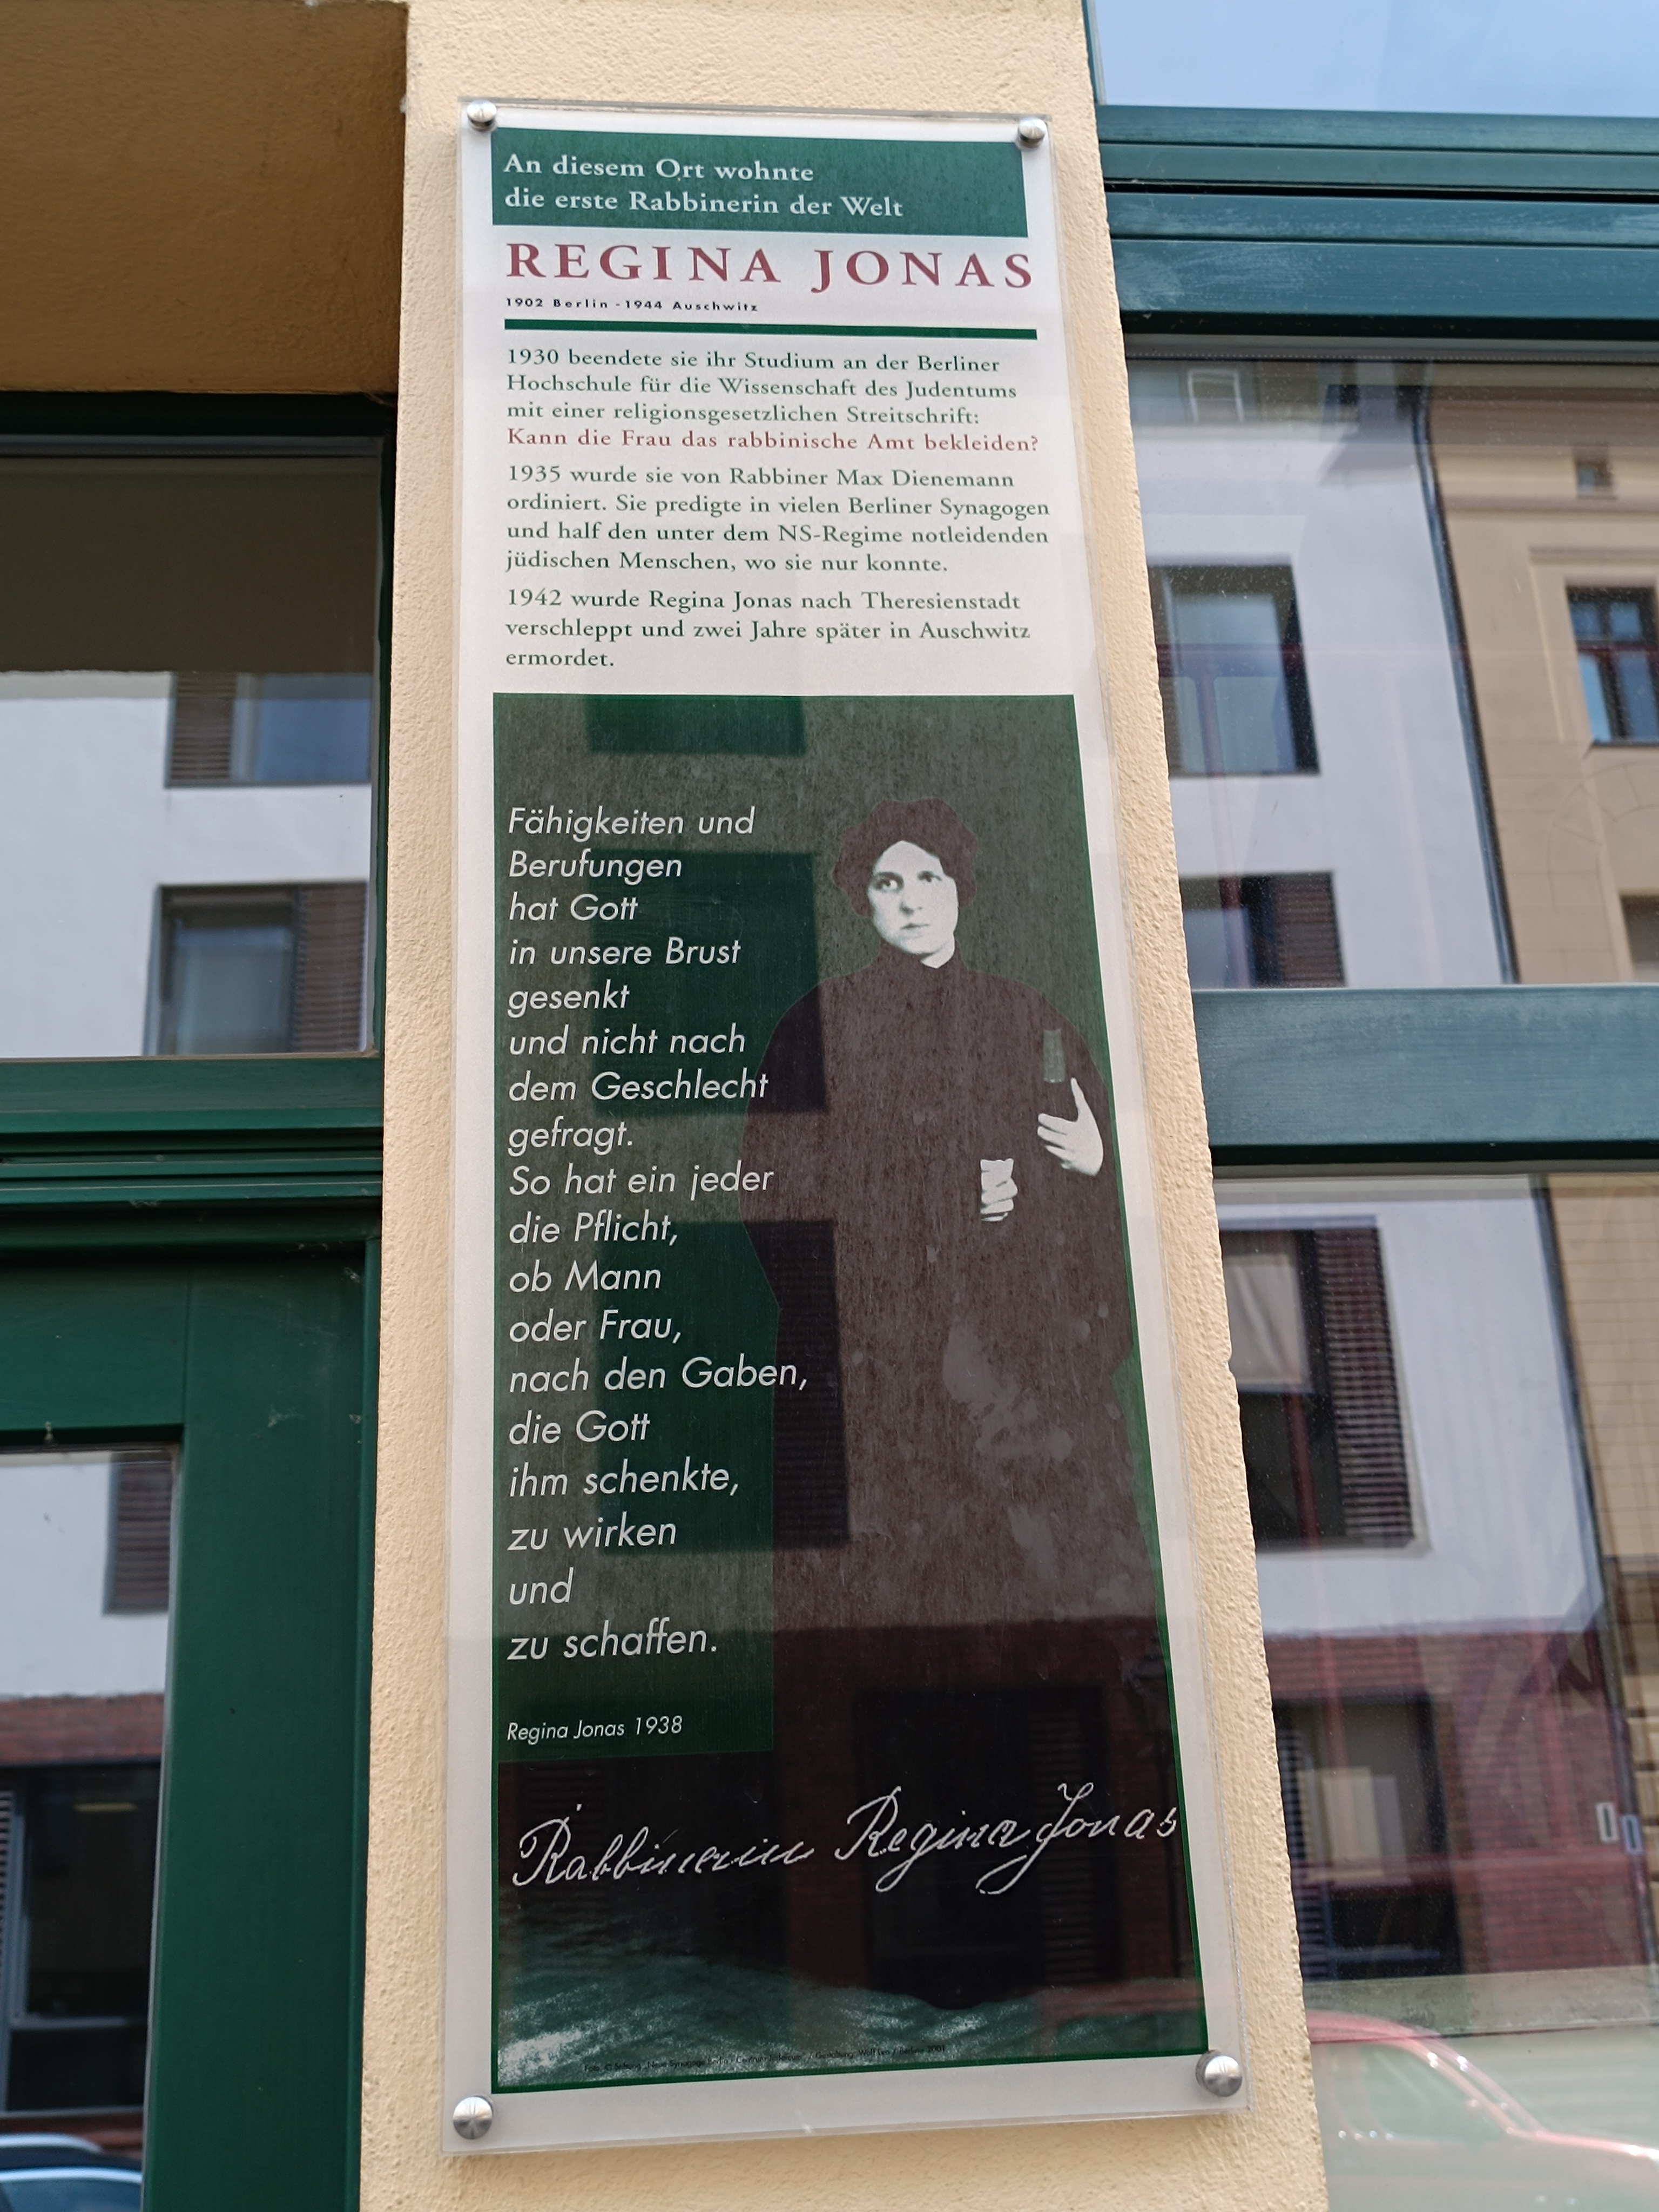 An diesem Ort wohnte
die erste Rabbinerin der Welt
REGINA JONAS
1902 Berlin - 1944 Auschwitz
1930 beendete sie ihr Studium an der Berliner
Hochschule für die Wissenschaft des Judentums
mit einer religionsgesetzlichen Streitschrift:
Kann die Frau das rabbinische Amt bekleiden?
1935 wurde sie von Rabbiner Max Dienemann
ordiniert. Sie predigte in vielen Berliner Synagogen
und half den unter dem NS-Regime notleidenden
jüdischen Menschen, wo sie nur konnte.
1942 wurde Regina Jonas nach Theresienstadt
verschleppt und zwei Jahre später in Auschwitz
ermordet.
Fähigkeiten und
Berufungen
hat Gott
in unsere Brust
gesenkt
und nicht nach
dem Geschlecht
gefragt.
So hat ein jeder
die Pflicht,
ob Mann
oder Frau,
nach den Gaben,
die Gott
ihm schenkte,
zu wirken
und
zu schaffen.
Regina Jonas 1938
Rabbinerin Regina Jonas